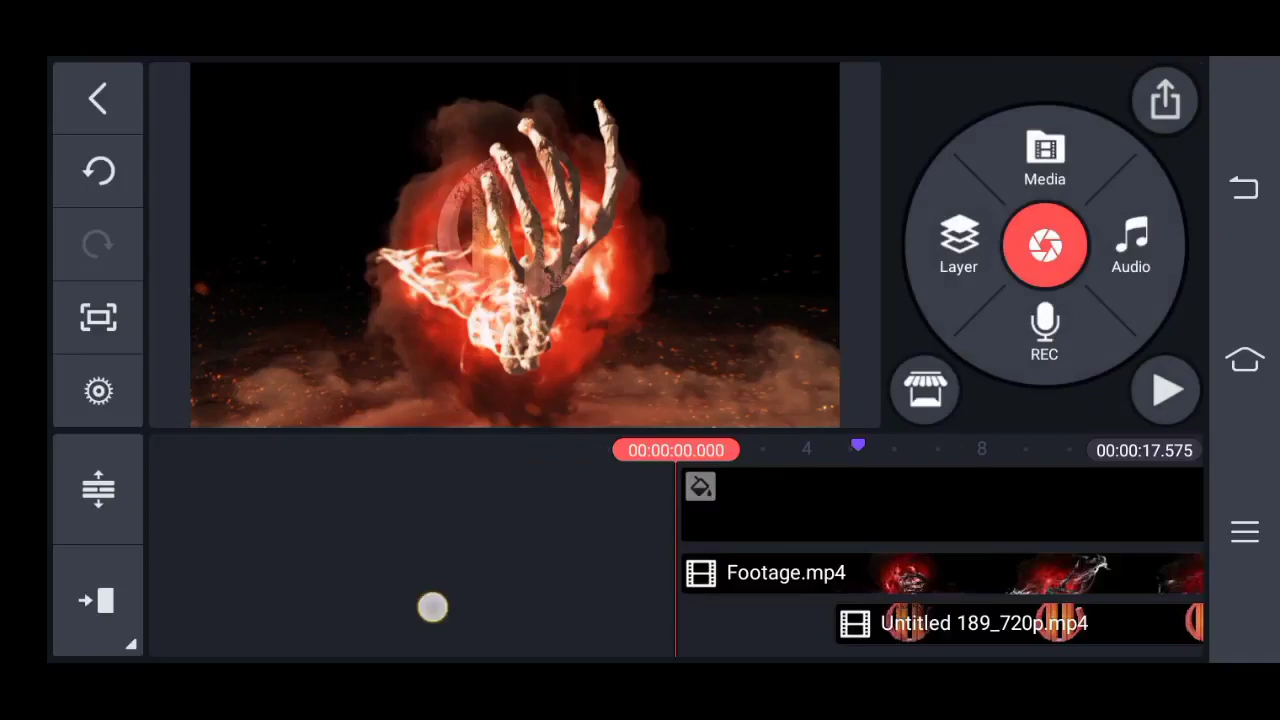 Media
Layer
Audio
REC
00:00:00.000
4
8
00:00:17.575
Footage.mp4
Untitled 189_720p.mp4